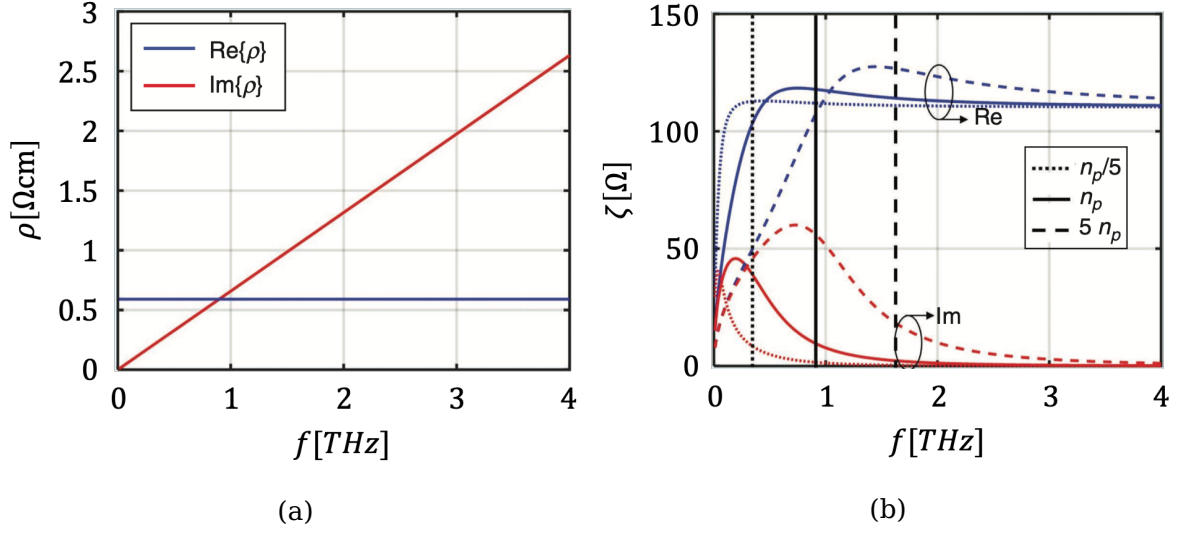 3
2.5
2
1.5
1
0.5
0
ρ[Ωcm]
Re{ρ}
Im{ρ}
0 1 2 3 4
f[THz]
(a)
150
100
50
0
ζ[Ω]
Re
n_p/5
n_p
5 n_p
Im
0 1 2 3 4
f[THz]
(b)